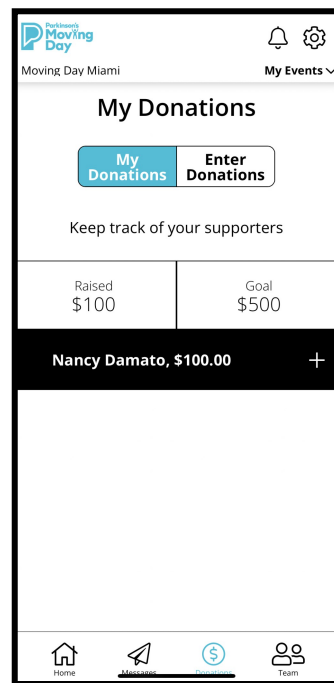 Parkinson's
Moving
Day
Moving Day Miami
My Events
My Donations
My
Donations
Enter
Donations
Keep track of your supporters
Raised
$100
Goal
$500
Nancy Damato, $100.00
Home
Messages
Donations
Team